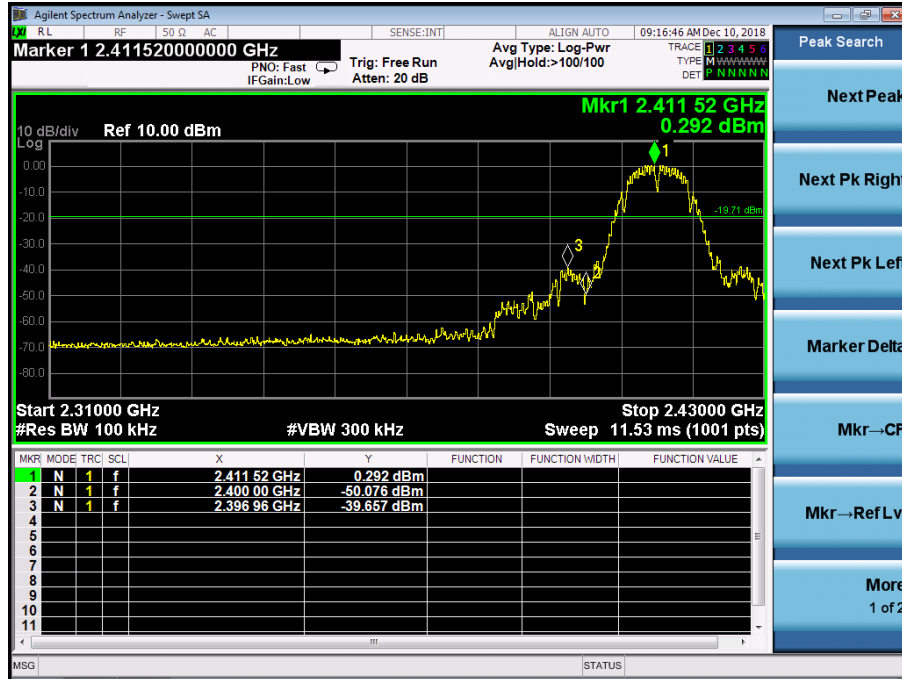 Agilent Spectrum Analyzer - Swept SA
LXI RL RF 50 Ω AC SENSE:INT ALIGN AUTO 09:16:46 AM Dec 10, 2018
Marker 1 2.411520000000 GHz
PNO: Fast
IFGain:Low
Trig: Free Run
Atten: 20 dB
Avg Type: Log-Pwr
Avg|Hold:>100/100
TRACE 1 2 3 4 5 6
TYPE M WWWWW
DET P N N N N N
Peak Search
Mkr1 2.411 52 GHz
0.292 dBm
10 dB/div Ref 10.00 dBm
Log
1
0.00
-10.0
-20.0
-19.71 dBm
-30.0
3
-40.0
2
-50.0
-60.0
-70.0
-80.0
Start 2.31000 GHz Stop 2.43000 GHz
#Res BW 100 kHz #VBW 300 kHz Sweep 11.53 ms (1001 pts)
MKR MODE TRC SCL X Y FUNCTION FUNCTION WIDTH FUNCTION VALUE
1 N 1 f 2.411 52 GHz 0.292 dBm
2 N 1 f 2.400 00 GHz -50.076 dBm
3 N 1 f 2.396 96 GHz -39.657 dBm
4
5
6
7
8
9
10
11
MSG STATUS
Next Peak
Next Pk Right
Next Pk Left
Marker Delta
Mkr→CF
Mkr→Ref Lv
More
1 of 2